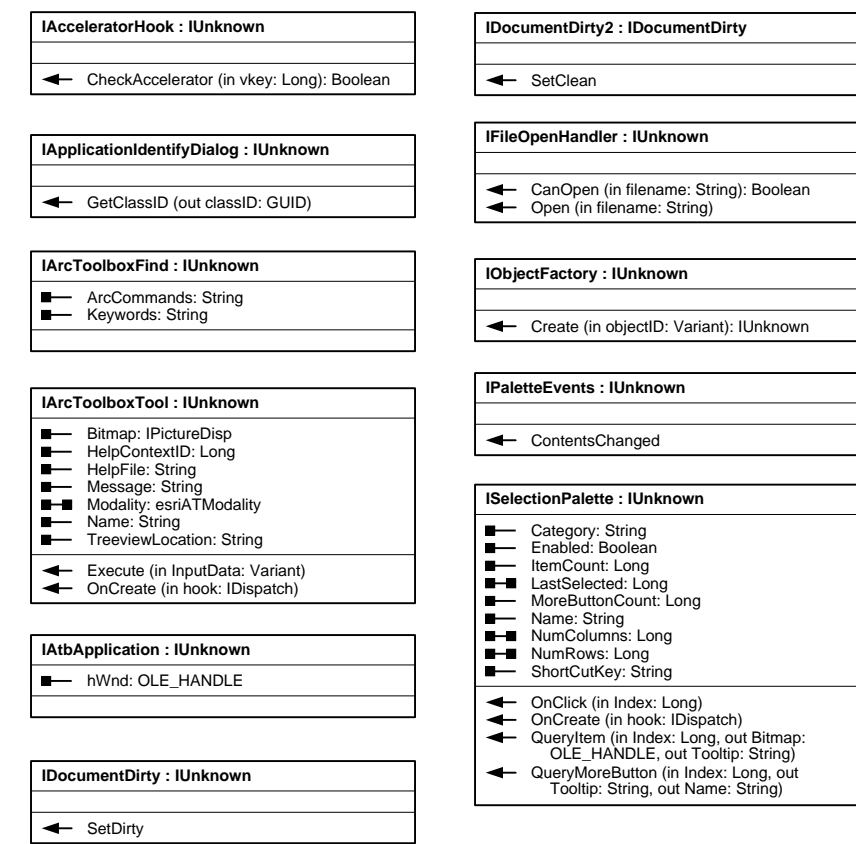 IAcceleratorHook : IUnknown
CheckAccelerator (in vkey: Long): Boolean
IApplicationIdentifyDialog : IUnknown
GetClassID (out classID: GUID)
IArcToolboxFind : IUnknown
ArcCommands: String
Keywords: String
IArcToolboxTool : IUnknown
Bitmap: IPictureDisp
HelpContextID: Long
HelpFile: String
Message: String
Modality: esriATModality
Name: String
TreeviewLocation: String
Execute (in InputData: Variant)
OnCreate (in hook: IDispatch)
IAtbApplication : IUnknown
hWnd: OLE_HANDLE
IDocumentDirty : IUnknown
SetDirty
IDocumentDirty2 : IDocumentDirty
SetClean
IFileOpenHandler : IUnknown
CanOpen (in filename: String): Boolean
Open (in filename: String)
IObjectFactory : IUnknown
Create (in objectID: Variant): IUnknown
IPaletteEvents : IUnknown
ContentsChanged
ISelectionPalette : IUnknown
Category: String
Enabled: Boolean
ItemCount: Long
LastSelected: Long
MoreButtonCount: Long
Name: String
NumColumns: Long
NumRows: Long
ShortCutKey: String
OnClick (in Index: Long)
OnCreate (in hook: IDispatch)
QueryItem (in Index: Long, out Bitmap:
OLE_HANDLE, out Tooltip: String)
QueryMoreButton (in Index: Long, out
Tooltip: String, out Name: String)